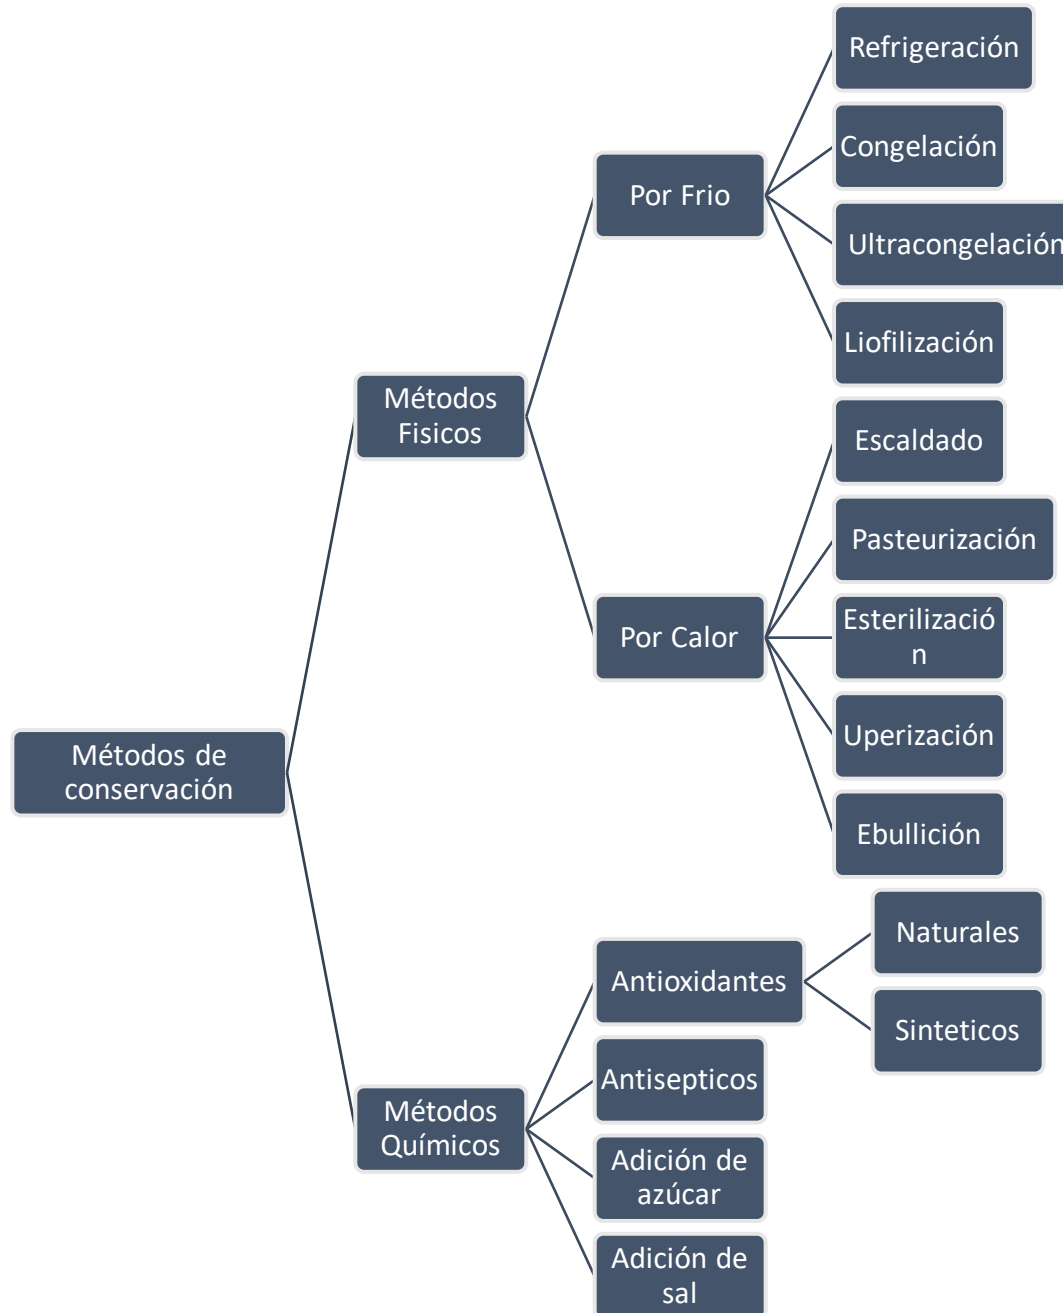 Refrigeración
Congelación
Por Frio
Ultracongelación
Liofilización
Métodos
Fisicos
Escaldado
Pasteurización
Por Calor
Esterilizació
n
Uperización
Métodos de
conservación
Ebullición
Naturales
Antioxidantes
Sinteticos
Antisepticos
Métodos
Químicos
Adición de
azúcar
Adición de
sal